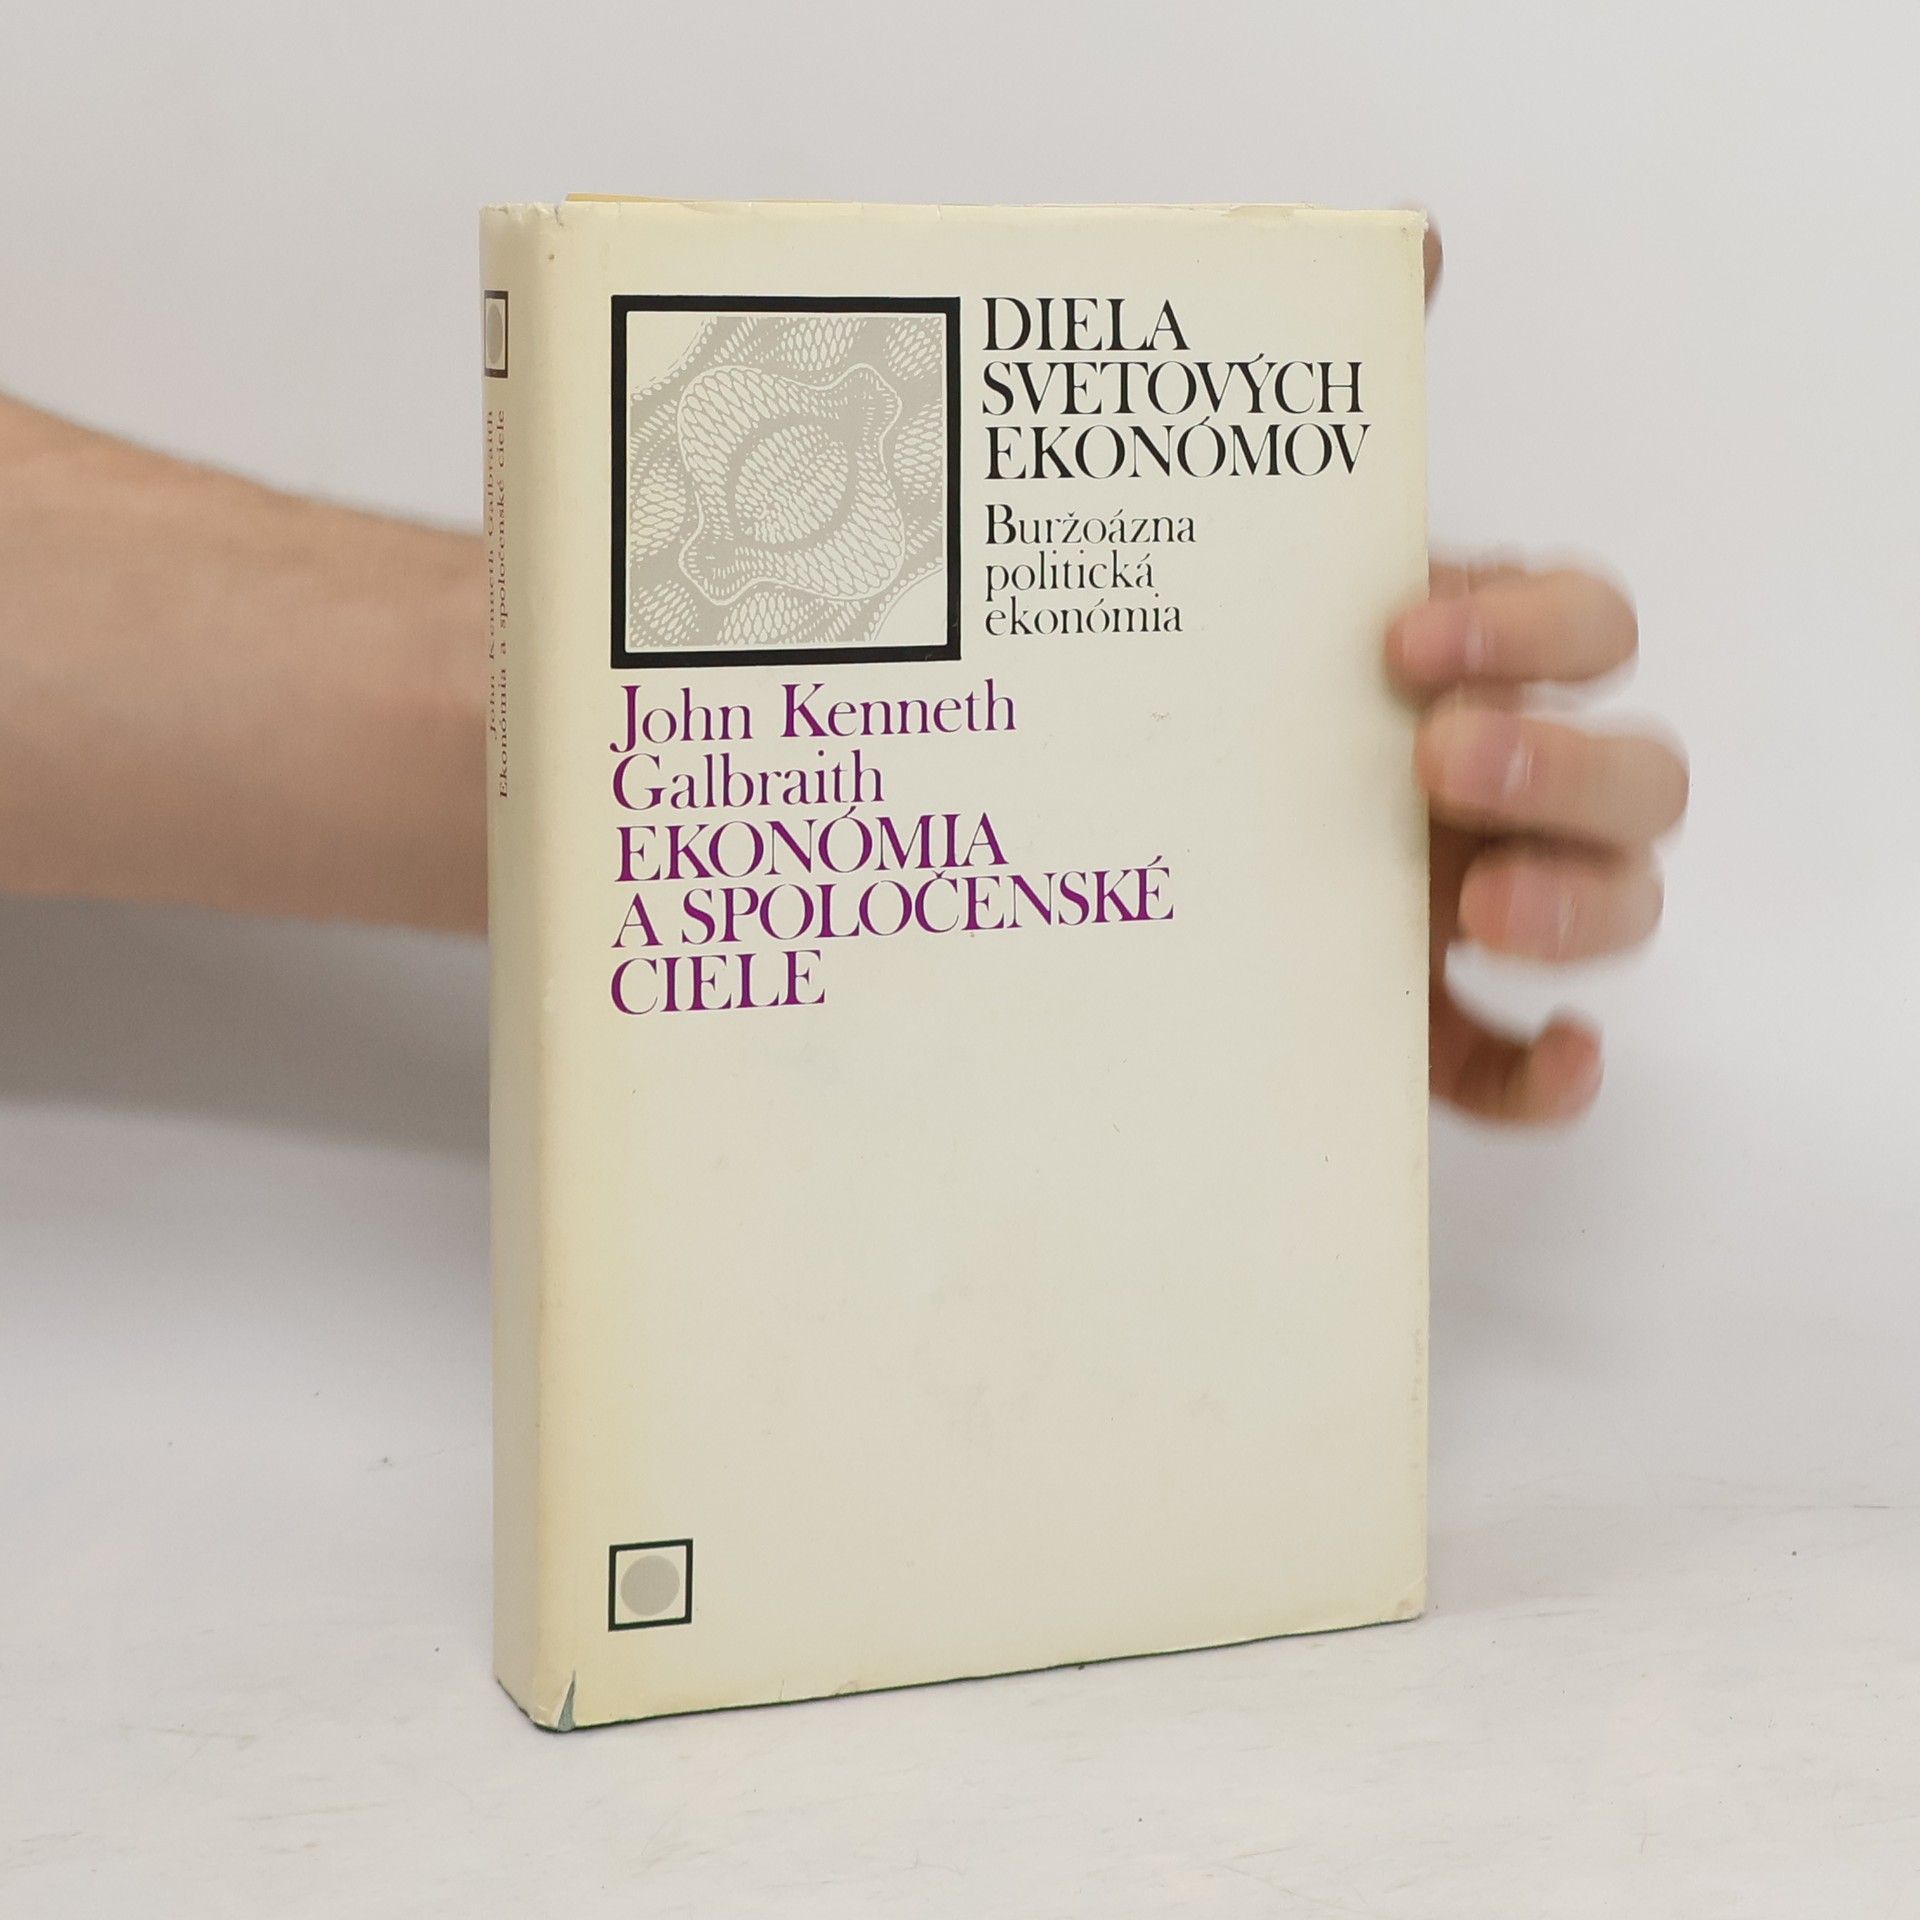 DIELA
SVETOVÝCH
EKONÓMOV
Buržoázna
politická
ekonómia
John Kenneth
Galbraith
EKONÓMIA
A SPOLOČENSKÉ
CIELE
John Kenneth Galbraith
Ekonómia a spoločenské ciele